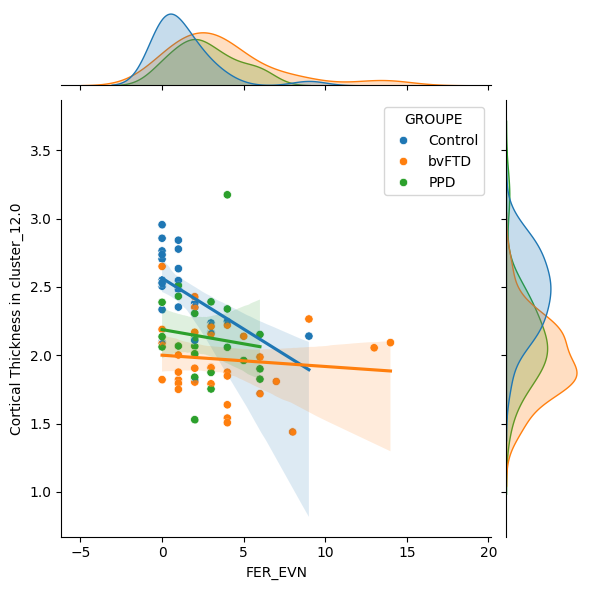 GROUPE
Control
bvFTD
PPD
3.5
3.0
2.5
2.0
1.5
1.0
Cortical Thickness in cluster_12.0
−5
0
5
10
15
20
FER_EVN